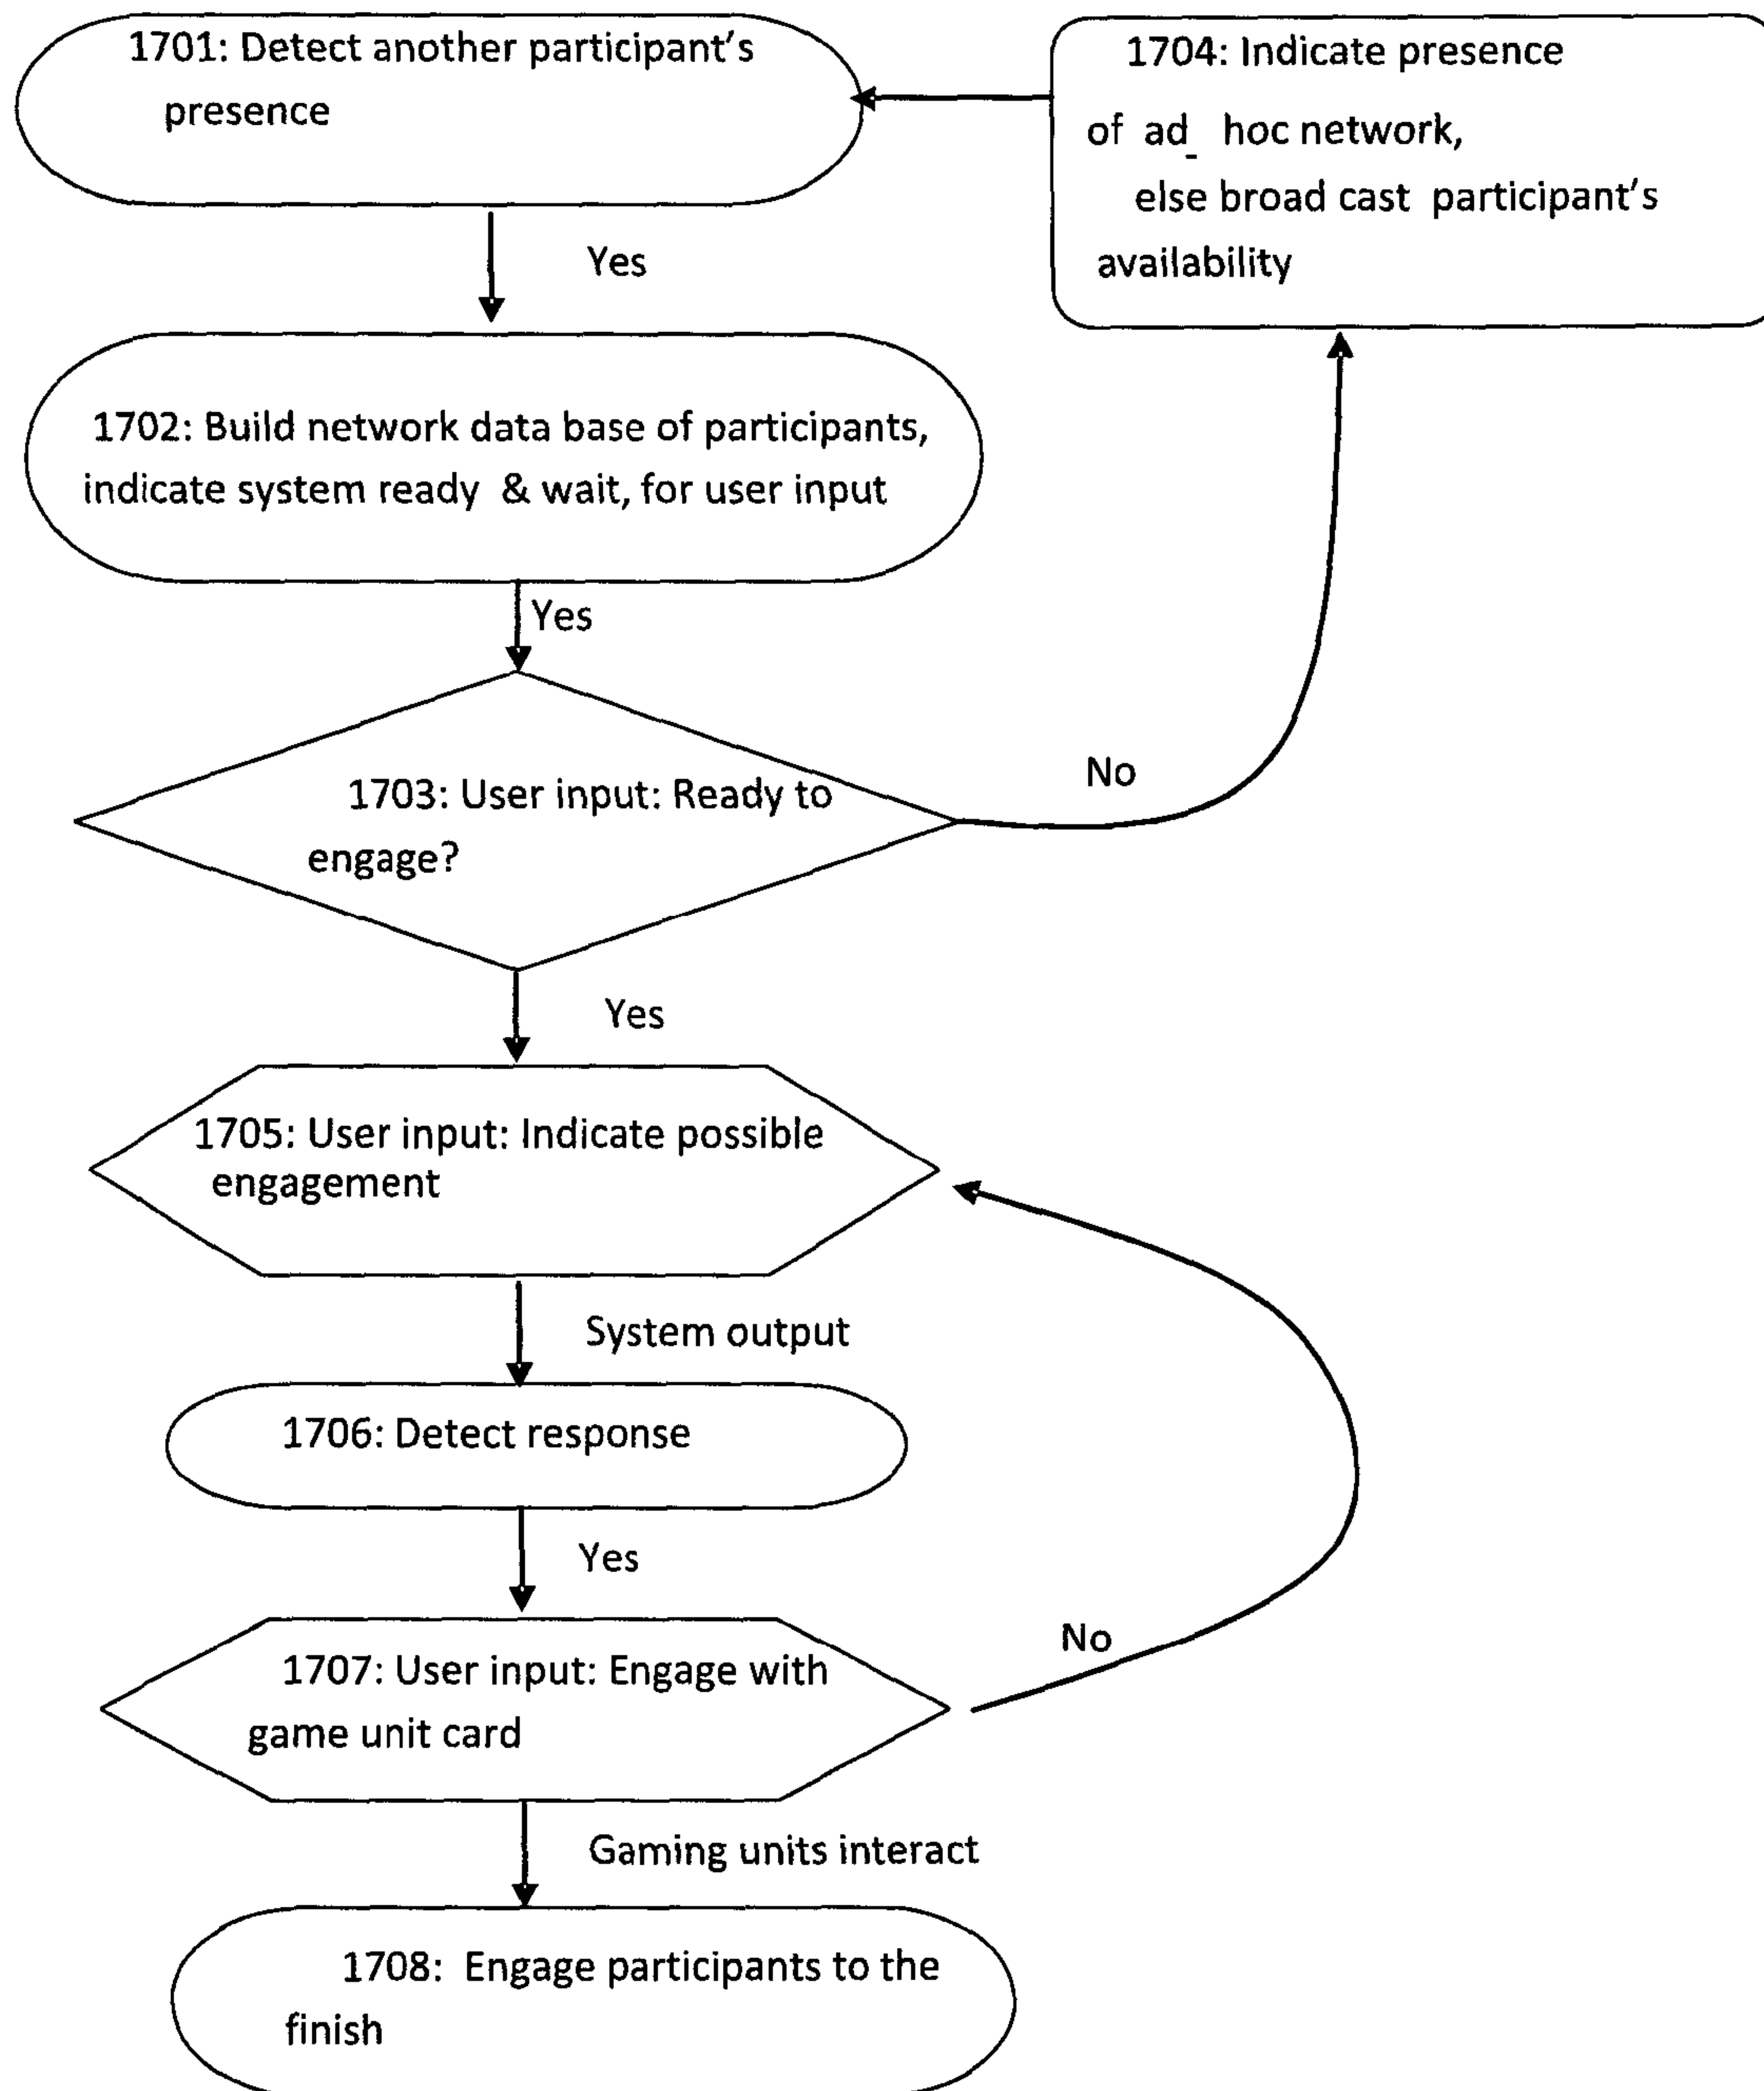 1701: Detect another participant's
presence
1704: Indicate presence
of ad_ hoc network,
else broad cast participant's
availability
Yes
1702: Build network data base of participants,
indicate system ready & wait, for user input
Yes
1703: User input: Ready to
engage?
No
Yes
1705: User input: Indicate possible
engagement
System output
1706: Detect response
Yes
1707: User input: Engage with
game unit card
No
Gaming units interact
1708: Engage participants to the
finish